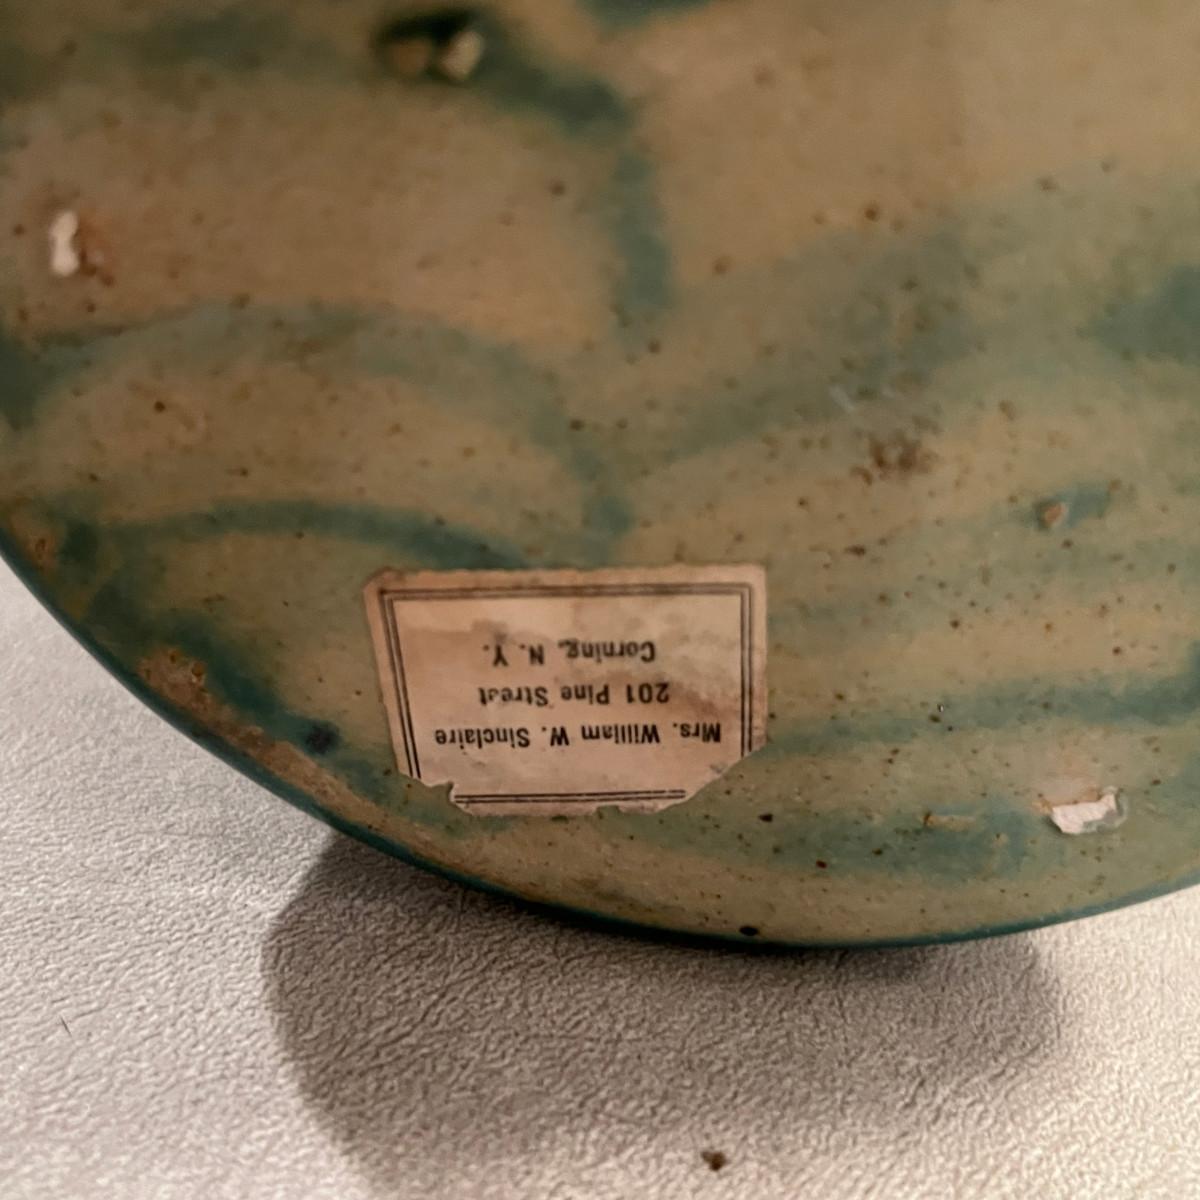 Mrs. William W. Sinclaire
201 Pine Street
Corning, N. Y.